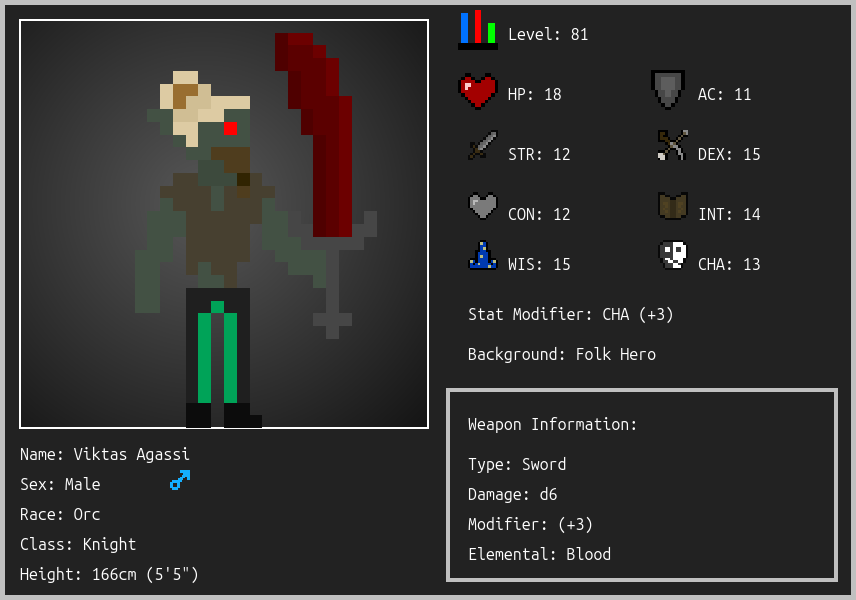 Level: 81
HP: 18
AC: 11
STR: 12
DEX: 15
CON: 12
INT: 14
WIS: 15
CHA: 13
Stat Modifier: CHA (+3)
Background: Folk Hero
Weapon Information:
Type: Sword
Damage: d6
Modifier: (+3)
Elemental: Blood
Name: Viktas Agassi
Sex: Male
Race: Orc
Class: Knight
Height: 166cm (5'5")